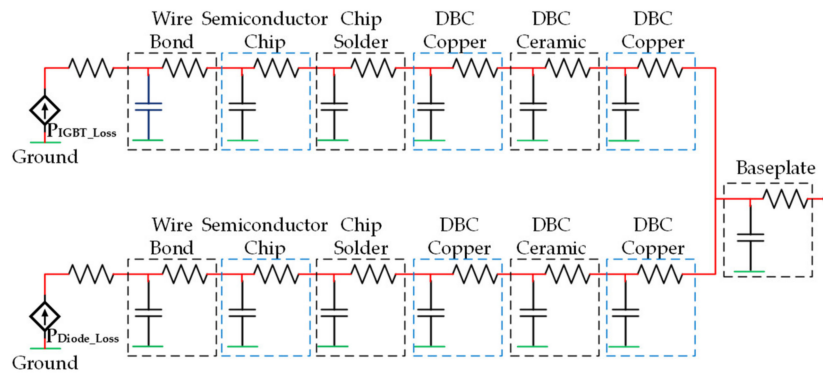 Wire Semiconductor Chip DBC DBC DBC
Bond Chip Solder Copper Ceramic Copper
PIGBT_Loss
Ground
Baseplate
Wire Semiconductor Chip DBC DBC DBC
Bond Chip Solder Copper Ceramic Copper
PDiode_Loss
Ground